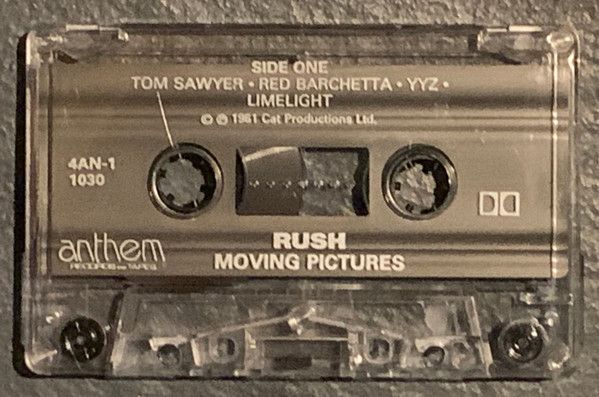 SIDE ONE
TOM SAWYER • RED BARCHETTA • YYZ •
LIMELIGHT
© ℗ 1981 Cat Productions Ltd.
4AN-1
1030
anthem
RECORDS AND TAPES
RUSH
MOVING PICTURES